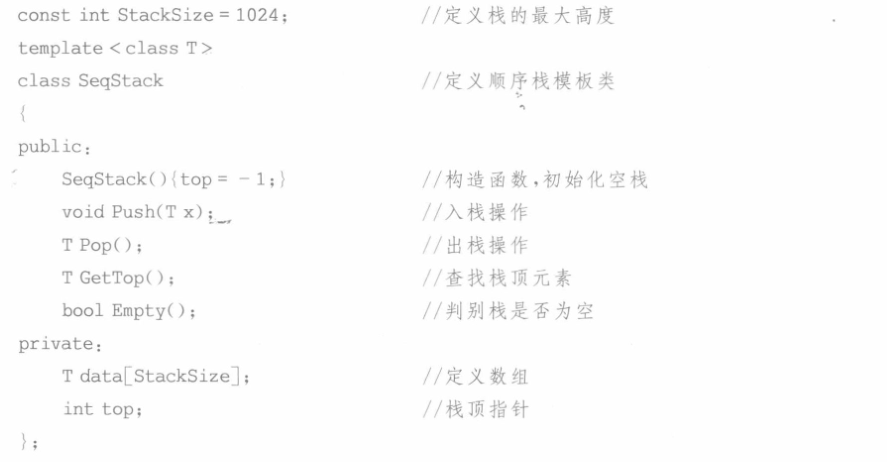 const int StackSize = 1024; //定义栈的最大高度
template < class T>
class SeqStack //定义顺序栈模板类
{
public:
SeqStack(){top = -1;} //构造函数,初始化空栈
void Push(T x); //入栈操作
T Pop(); //出栈操作
T GetTop(); //查找栈顶元素
bool Empty(); //判别栈是否为空
private:
T data[StackSize]; //定义数组
int top; //栈顶指针
};